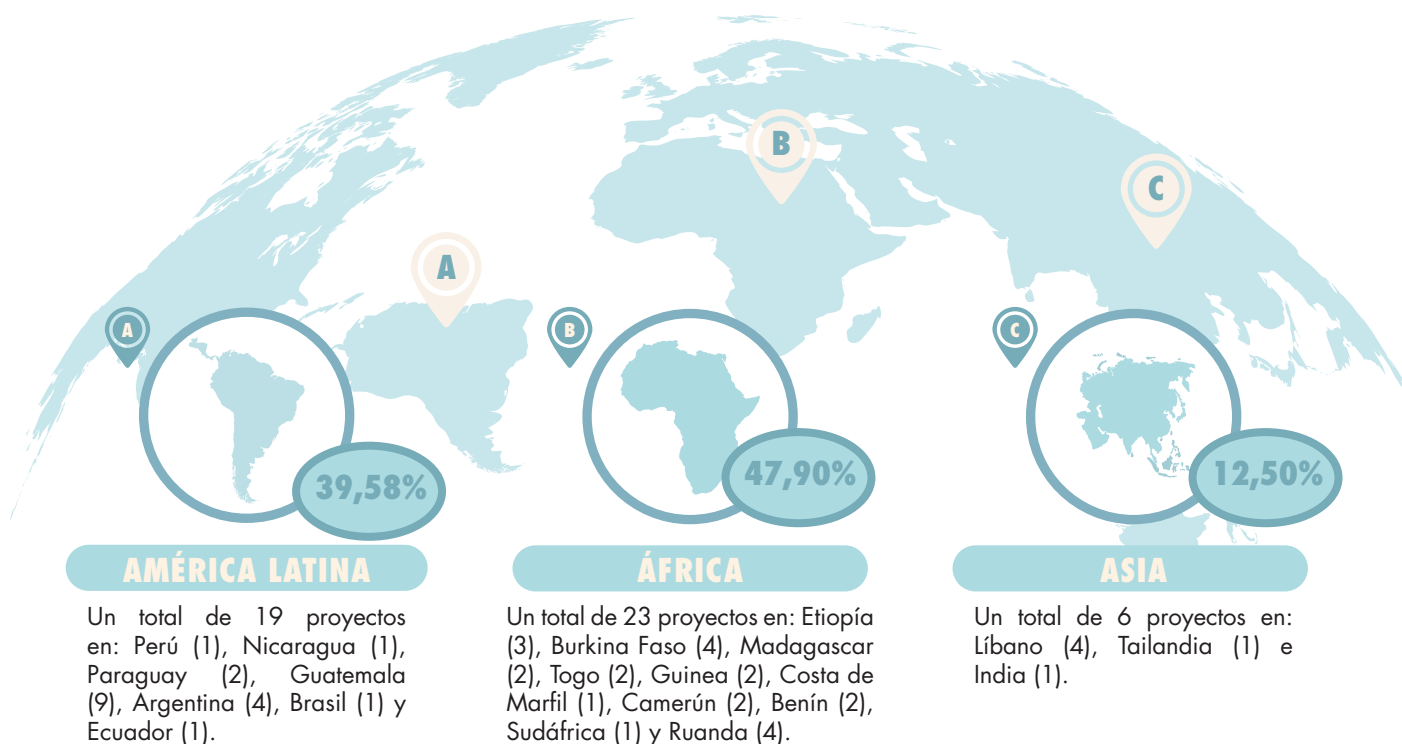 B
C
A
A
B
C
39,58%
47,90%
12,50%
AMÉRICA LATINA
Un total de 19 proyectos
en: Perú (1), Nicaragua (1),
Paraguay (2), Guatemala
(9), Argentina (4), Brasil (1) y
Ecuador (1).
ÁFRICA
Un total de 23 proyectos en: Etiopía
(3), Burkina Faso (4), Madagascar
(2), Togo (2), Guinea (2), Costa de
Marfil (1), Camerún (2), Benín (2),
Sudáfrica (1) y Ruanda (4).
ASIA
Un total de 6 proyectos en:
Líbano (4), Tailandia (1) e
India (1).